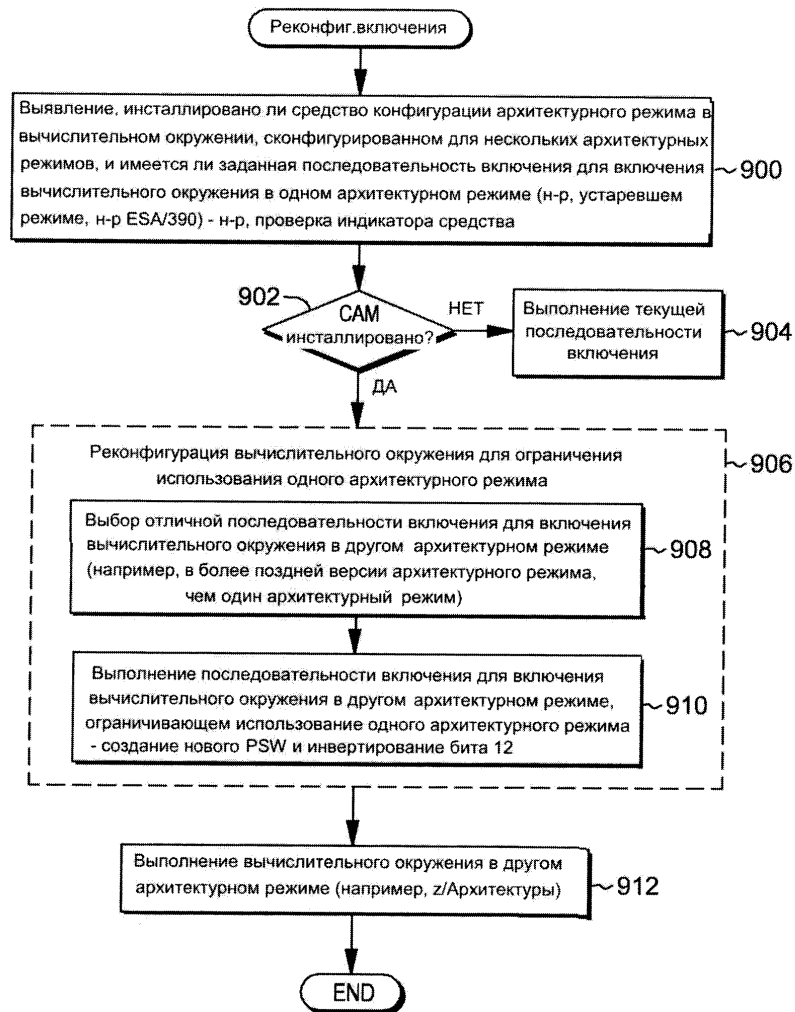 Реконфиг.включения
Выявление, инсталлировано ли средство конфигурации архитектурного режима в
вычислительном окружении, сконфигурированном для нескольких архитектурных
режимов, и имеется ли заданная последовательность включения для включения
вычислительного окружения в одном архитектурном режиме (н-р, устаревшем
режиме, н-р ESA/390) - н-р, проверка индикатора средства
900
902
САМ
инсталлировано?
НЕТ
Выполнение текущей
последовательности
включения
904
ДА
Реконфигурация вычислительного окружения для ограничения
использования одного архитектурного режима
906
Выбор отличной последовательности включения для включения
вычислительного окружения в другом архитектурном режиме
(например, в более поздней версии архитектурного режима,
чем один архитектурный режим)
908
Выполнение последовательности включения для включения
вычислительного окружения в другом архитектурном режиме,
ограничивающем использование одного архитектурного режима
- создание нового PSW и инвертирование бита 12
910
Выполнение вычислительного окружения в другом
архитектурном режиме (например, z/Архитектуры)
912
END